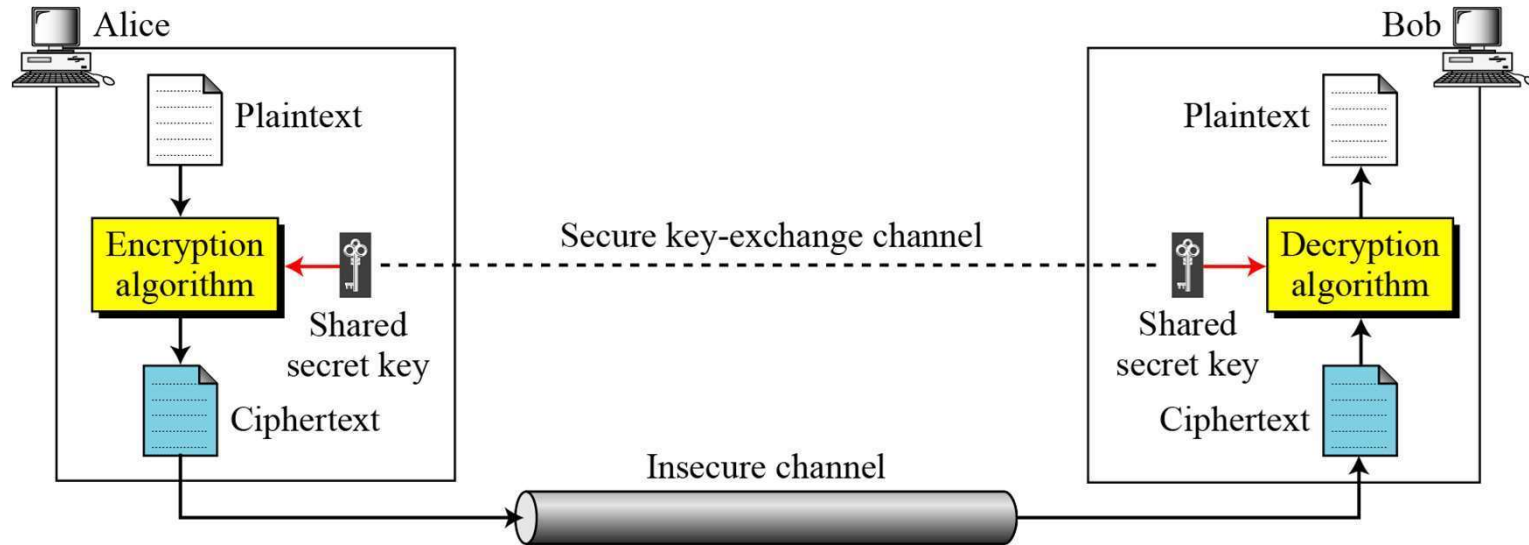 Alice
Bob
Plaintext
Plaintext
Encryption
algorithm
Secure key-exchange channel
Decryption
algorithm
Shared
secret key
Shared
secret key
Ciphertext
Ciphertext
Insecure channel